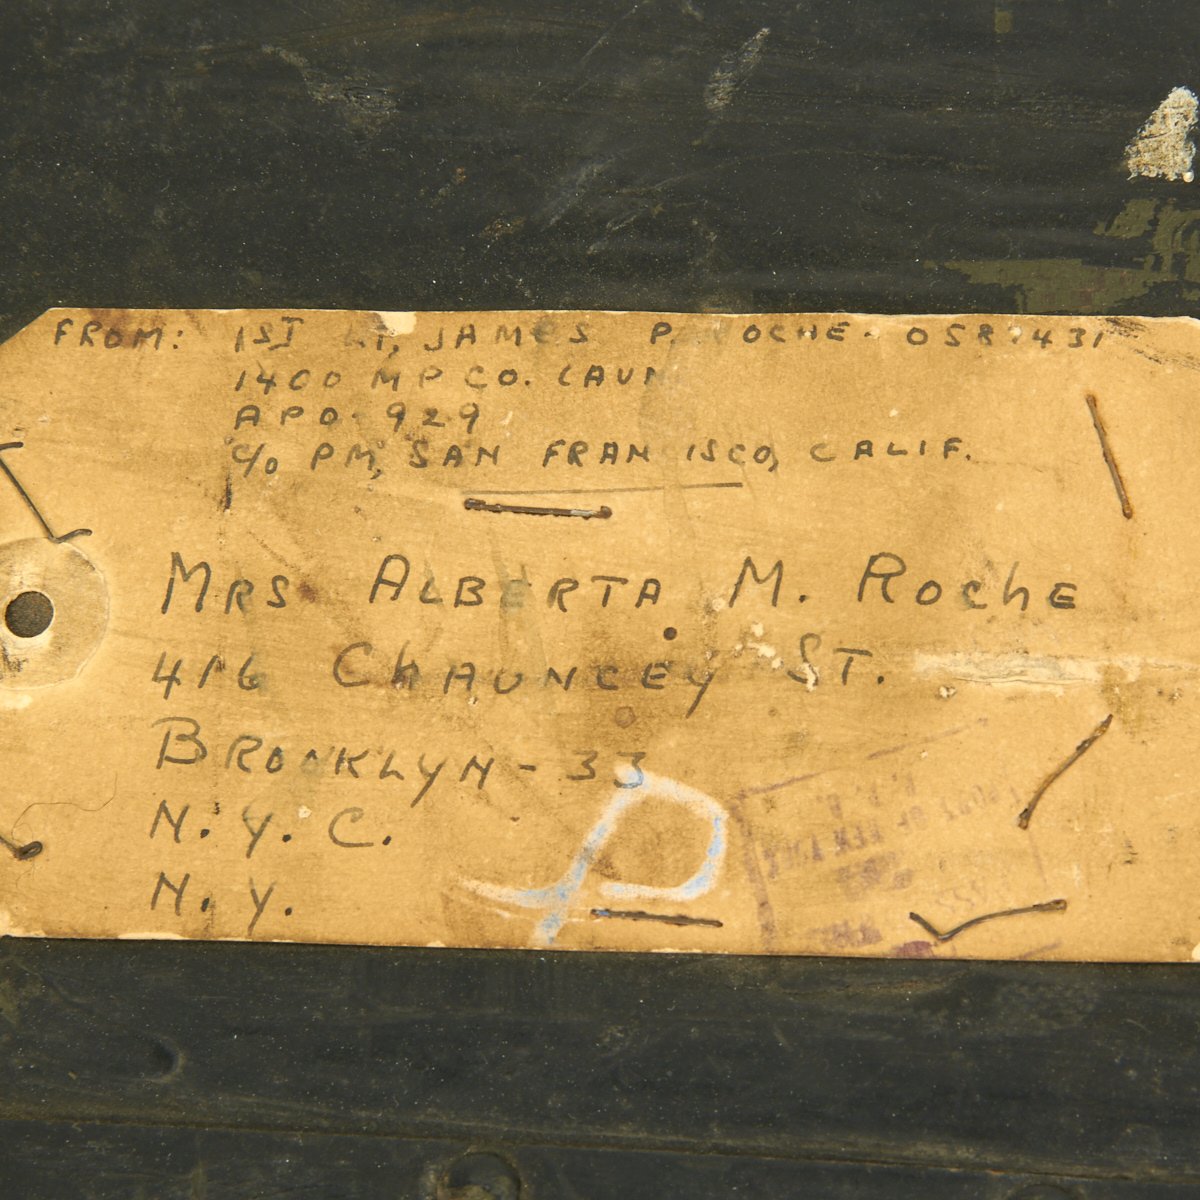 FROM: 1ST LT, JAMES P. ROCHE -
1400 MP CO. (AVN
APO - 929
C/O PM, SAN FRANCISCO, CALIF.
MRS ALBERTA M. ROCHE
416 CHAUNCEY ST.
BROOKLYN - 33
N. Y. C.
N. Y.
P